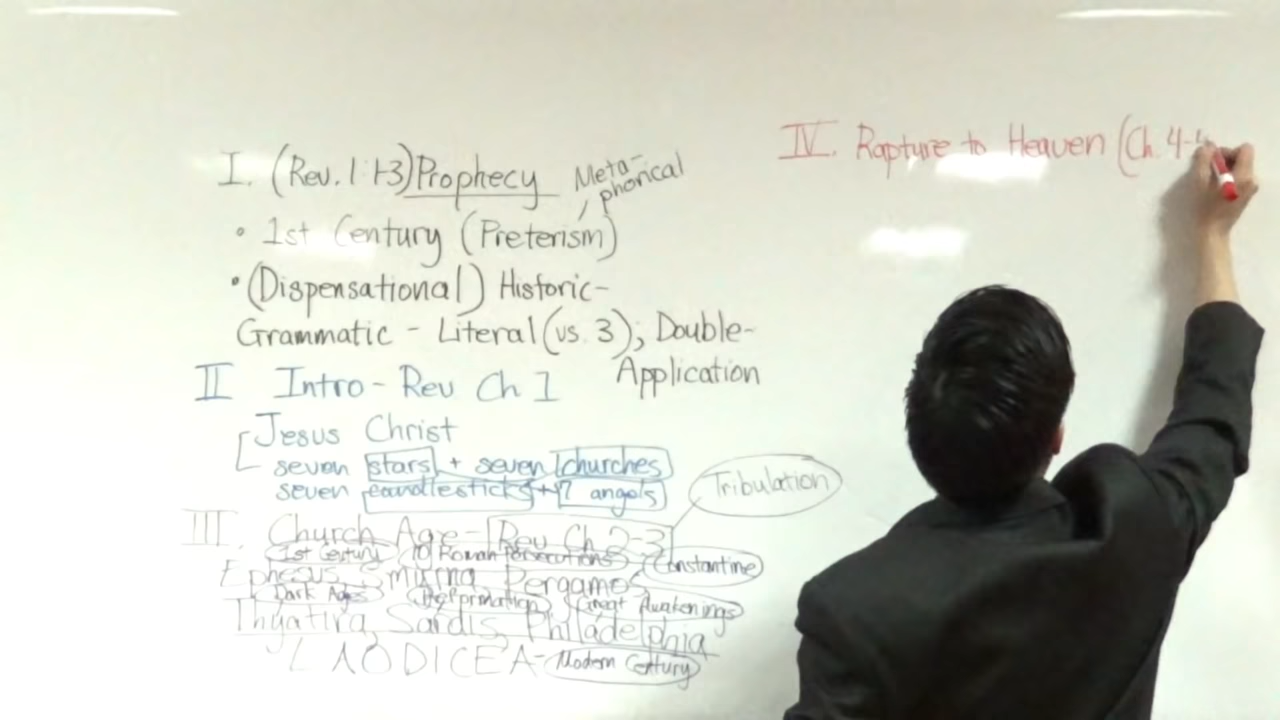 I. (Rev. 1:1-3) Prophecy
Meta-
phorical
• 1st Century (Preterism)
• (Dispensational) Historic-
Grammatic - Literal (vs. 3); Double-
Application
II Intro - Rev Ch 1
Jesus Christ
seven stars + seven churches
seven candlesticks + 7 angels
Tribulation
III. Church Age - Rev Ch 2-3
1st Century 10 Roman Persecutions Constantine
Ephesus, Smyrna, Pergamos
Dark Ages Reformation Great Awakenings
Thyatira, Sardis, Philadelphia
LAODICEA - Modern Century
IV. Rapture to Heaven (Ch 4-